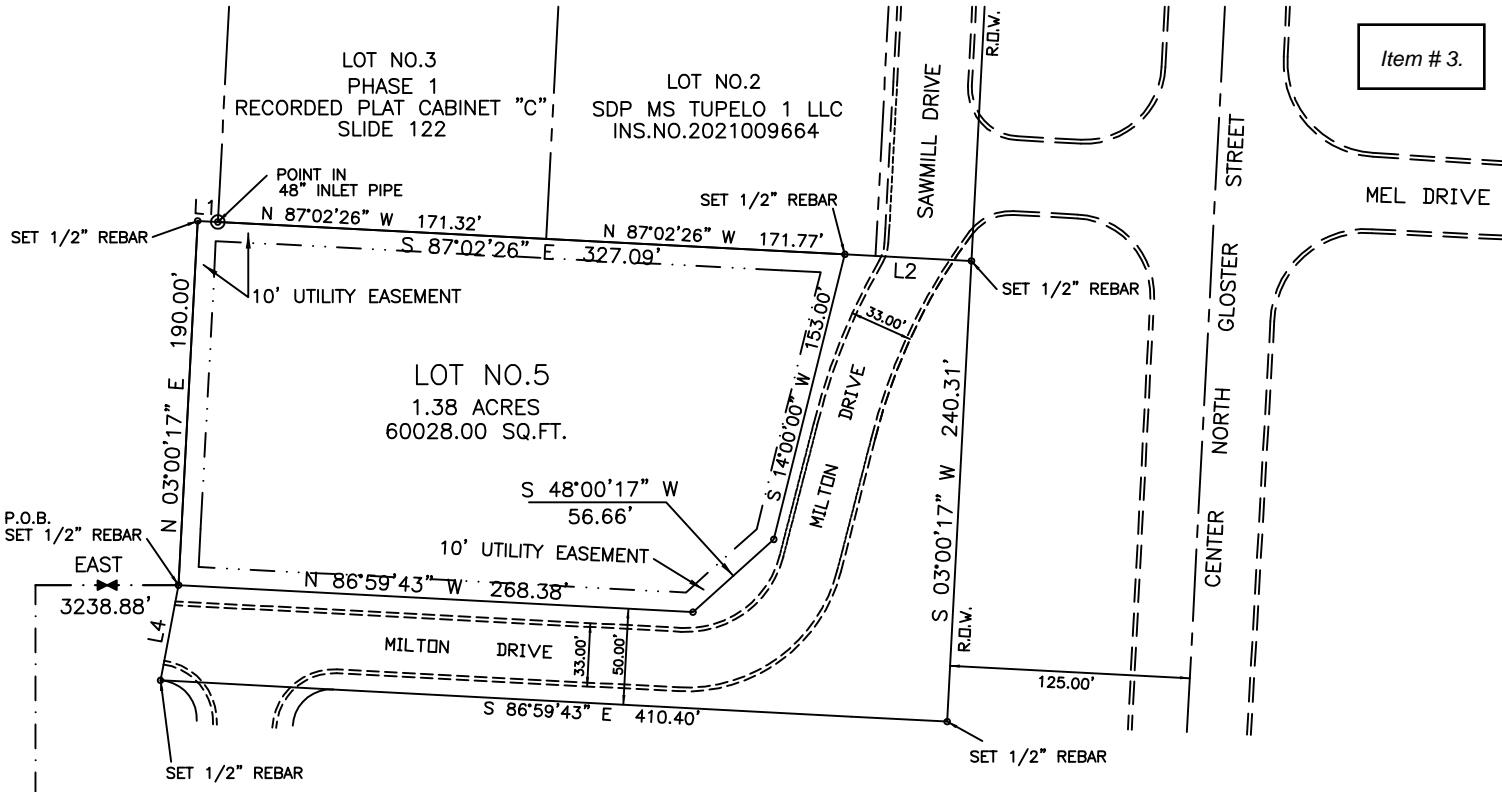 Item # 3.
LOT NO.3
PHASE 1
RECORDED PLAT CABINET "C"
SLIDE 122
LOT NO.2
SDP MS TUPELO 1 LLC
INS.NO.2021009664
SAWMILL DRIVE
R.O.W.
STREET
GLOSTER
NORTH
CENTER
MEL DRIVE
POINT IN
48" INLET PIPE
L1
N 87°02'26" W 171.32'
SET 1/2" REBAR
N 87°02'26" W 171.77'
SET 1/2" REBAR
S 87°02'26" E 327.09'
L2
SET 1/2" REBAR
10' UTILITY EASEMENT
N 03°00'17" E 190.00'
33.00'
S 14°00'00" W 153.00'
MILTON DRIVE
S 03°00'17" W 240.31'
LOT NO.5
1.38 ACRES
60028.00 SQ.FT.
S 48°00'17" W
56.66'
10' UTILITY EASEMENT
P.O.B.
SET 1/2" REBAR
EAST
3238.88'
N 86°59'43" W 268.38'
L4
MILTON DRIVE
33.00'
50.00'
R.O.W.
125.00'
S 86°59'43" E 410.40'
SET 1/2" REBAR
SET 1/2" REBAR